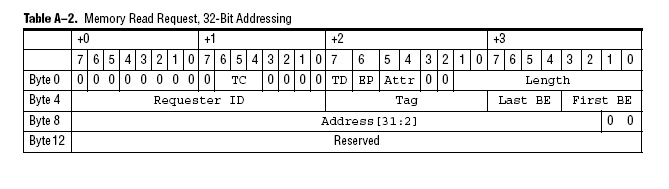 Table A–2. Memory Read Request, 32-Bit Addressing
+0 +1 +2 +3
7 6 5 4 3 2 1 0 7 6 5 4 3 2 1 0 7 6 5 4 3 2 1 0 7 6 5 4 3 2 1 0
Byte 0 0 0 0 0 0 0 0 0 0 TC 0 0 0 0 TD EP Attr 0 0 Length
Byte 4 Requester ID Tag Last BE First BE
Byte 8 Address[31:2] 0 0
Byte 12 Reserved